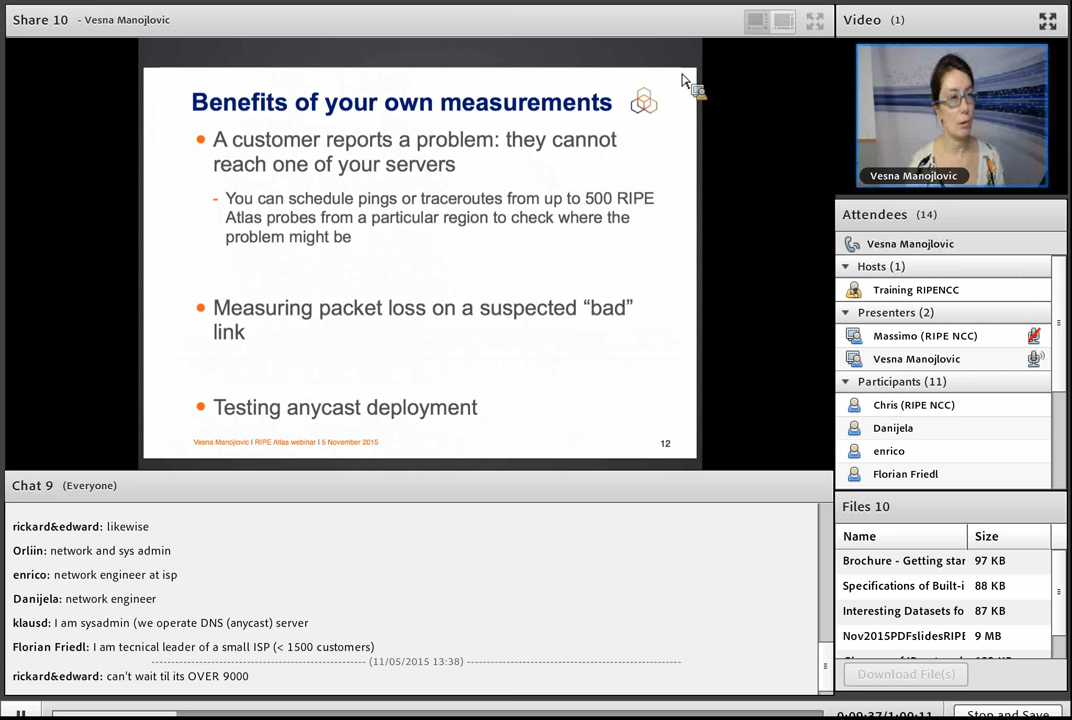 Share 10 - Vesna Manojlovic
Benefits of your own measurements
• A customer reports a problem: they cannot
reach one of your servers
- You can schedule pings or traceroutes from up to 500 RIPE
Atlas probes from a particular region to check where the
problem might be
• Measuring packet loss on a suspected “bad”
link
• Testing anycast deployment
Vesna Manojlovic | RIPE Atlas webinar | 5 November 2015
12
Video (1)
Vesna Manojlovic
Attendees (14)
Vesna Manojlovic
Hosts (1)
Training RIPENCC
Presenters (2)
Massimo (RIPE NCC)
Vesna Manojlovic
Participants (11)
Chris (RIPE NCC)
Danijela
enrico
Florian Friedl
Chat 9 (Everyone)
rickard&edward: likewise
Orliin: network and sys admin
enrico: network engineer at isp
Danijela: network engineer
klausd: I am sysadmin (we operate DNS (anycast) server
Florian Friedl: I am tecnical leader of a small ISP (< 1500 customers)
(11/05/2015 13:38)
rickard&edward: can't wait til its OVER 9000
Files 10
Name Size
Brochure - Getting star 97 KB
Specifications of Built-i 88 KB
Interesting Datasets fo 87 KB
Nov2015PDFslidesRIPE 9 MB
Download File(s)
0:09:37/1:00:11
Stop and Save